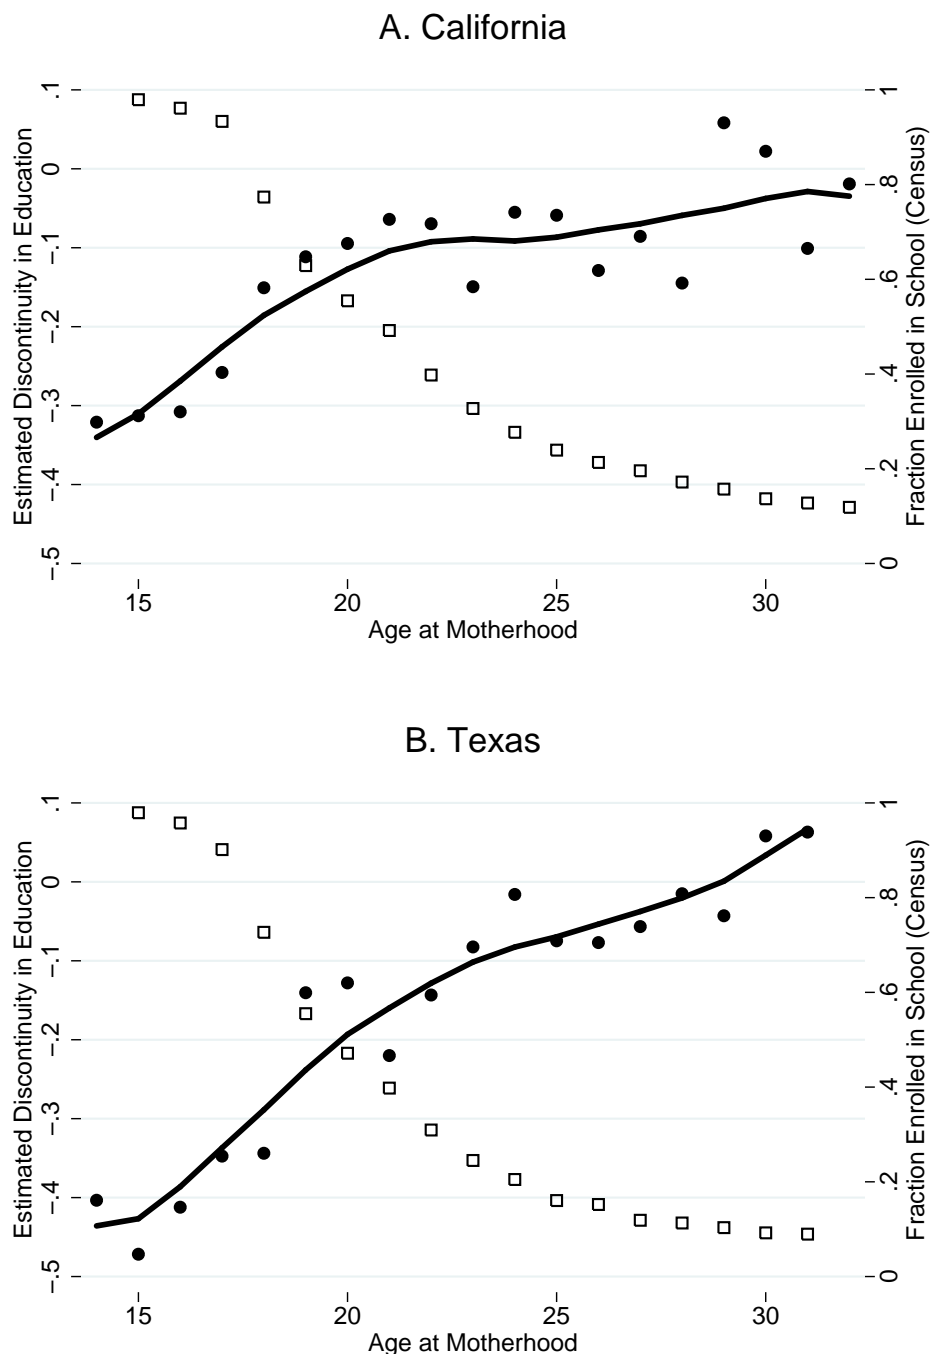 A. California
Estimated Discontinuity in Education
.1
0
−.1
−.2
−.3
−.4
−.5
1
.8
.6
.4
.2
0
Fraction Enrolled in School (Census)
15 20 25 30
Age at Motherhood
B. Texas
Estimated Discontinuity in Education
.1
0
−.1
−.2
−.3
−.4
−.5
1
.8
.6
.4
.2
0
Fraction Enrolled in School (Census)
15 20 25 30
Age at Motherhood